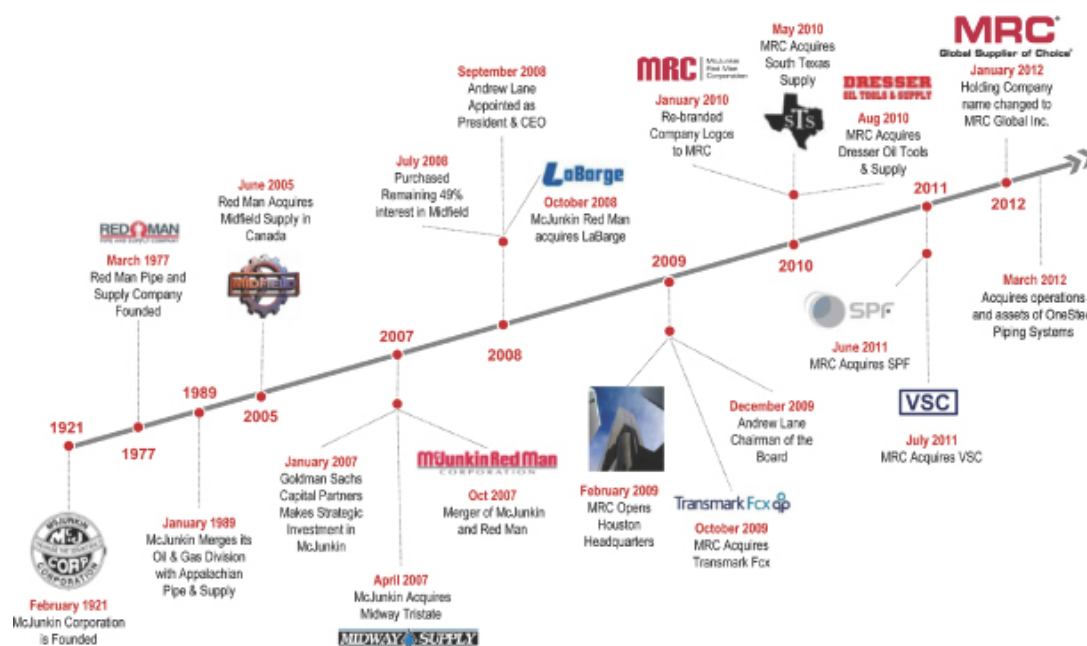 1921
McJUNKIN
McJ
CORP
CORPORATION
February 1921
McJunkin Corporation
is Founded
REDMAN
PIPE AND SUPPLY COMPANY
March 1977
Red Man Pipe and
Supply Company
Founded
1977
1989
January 1989
McJunkin Merges its
Oil & Gas Division
with Appalachian
Pipe & Supply
June 2005
Red Man Acquires
Midfield Supply in
Canada
MIDFIELD
2005
2007
January 2007
Goldman Sachs
Capital Partners
Makes Strategic
Investment in
McJunkin
April 2007
McJunkin Acquires
Midway Tristate
MIDWAY SUPPLY
McJunkin Red Man
CORPORATION
Oct 2007
Merger of McJunkin
and Red Man
July 2008
Purchased
Remaining 49%
interest in Midfield
September 2008
Andrew Lane
Appointed as
President & CEO
LaBarge
October 2008
McJunkin Red Man
acquires LaBarge
2008
2009
February 2009
MRC Opens
Houston
Headquarters
Transmark Fcx
October 2009
MRC Acquires
Transmark Fcx
December 2009
Andrew Lane
Chairman of the
Board
MRC
McJunkin
Red Man
Corporation
January 2010
Re-branded
Company Logos
to MRC
May 2010
MRC Acquires
South Texas
Supply
STS
DRESSER
OIL TOOLS & SUPPLY
Aug 2010
MRC Acquires
Dresser Oil Tools
& Supply
2010
2011
SPF
June 2011
MRC Acquires SPF
VSC
July 2011
MRC Acquires VSC
MRC
Global Supplier of Choice
January 2012
Holding Company
name changed to
MRC Global Inc.
2012
March 2012
Acquires operations
and assets of OneStee
Piping Systems